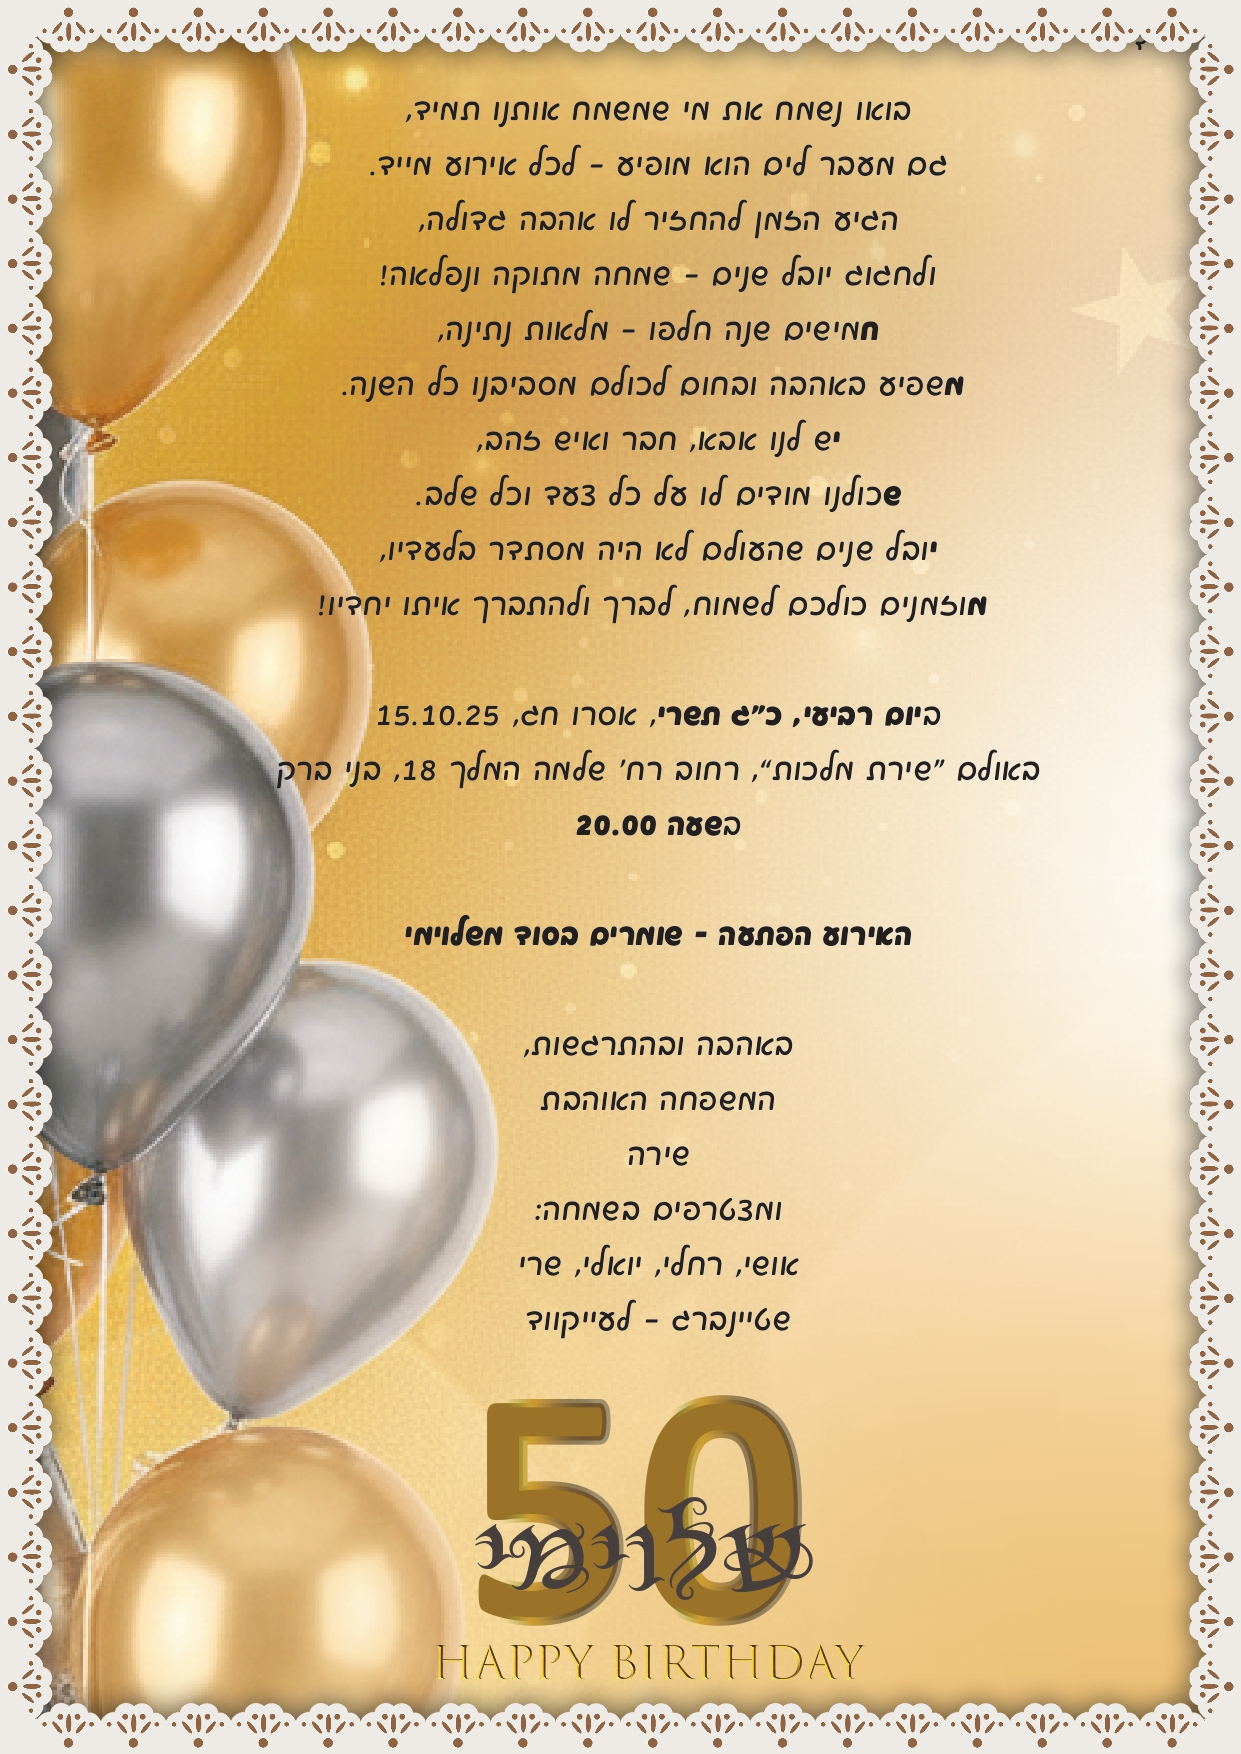 בואו נשמח את מי שמשמח אותנו תמיד,
גם מעבר לים הוא מופיע - לכל אירוע מייד.
הגיע הזמן להחזיר לו אהבה גדולה,
ולחגוג יובל שנים - שמחה מתוקה ונפלאה!
חמישים שנה חלפו - מלאות נתינה,
משפיע באהבה ובחום לכולם מסביבנו כל השנה.
יש לנו אבא, חבר ואיש זהב,
שכולנו מודים לו על כל צעד וכל שלב.
יובל שנים שהעולם לא היה מסתדר בלעדיו,
מוזמנים כולכם לשמוח, לברך ולהתברך איתו יחדיו!
ביום רביעי, כ"ג תשרי, אסרו חג, 15.10.25
באולם "שירת מלכות", רחוב רח' שלמה המלך 18, בני ברק
בשעה 20.00
האירוע הפתעה - שומרים בסוד משלוימי
באהבה ובהתרגשות,
המשפחה האוהבת
שירה
ומצטרפים בשמחה:
אושי, רחלי, יואלי, שרי
שטיינברג - לעייקווד
50
שלוימי
HAPPY BIRTHDAY